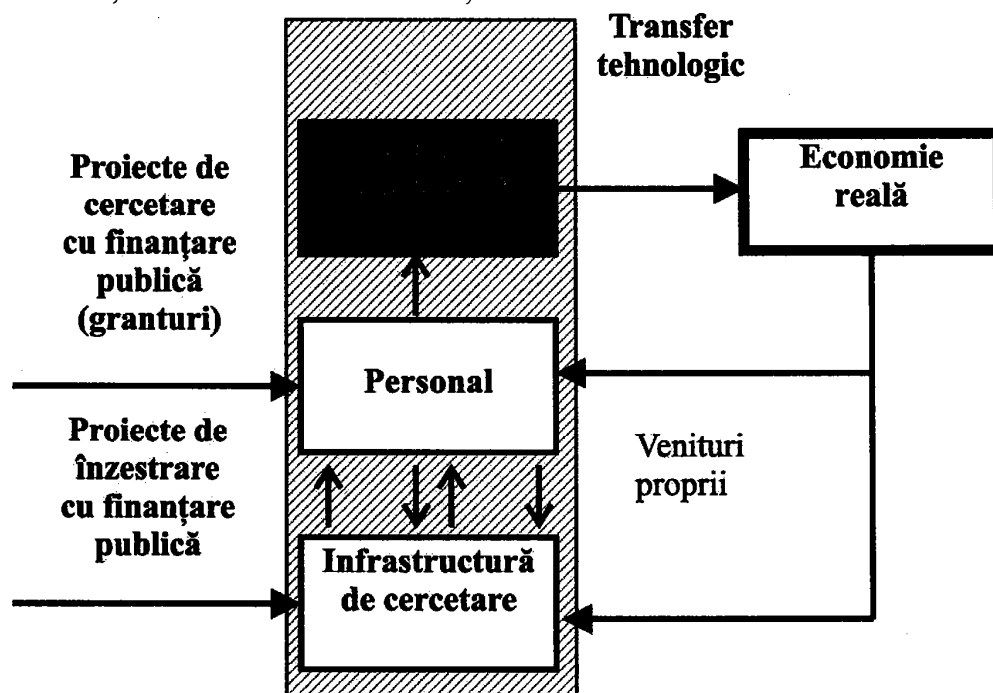 Transfer
tehnologic
Economie
reală
Proiecte de
cercetare
cu finanțare
publică
(granturi)
Personal
Proiecte de
înzestrare
cu finanțare
publică
Venituri
proprii
Infrastructură
de cercetare